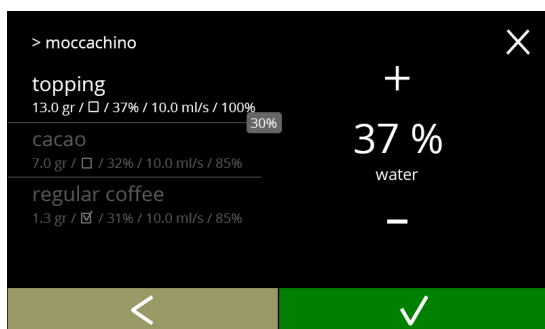 > moccachino
topping
13.0 gr / ☐ / 37% / 10.0 ml/s / 100%
30%
cacao
7.0 gr / ☐ / 32% / 10.0 ml/s / 85%
regular coffee
1.3 gr / ☑ / 31% / 10.0 ml/s / 85%
+
37 %
water
-